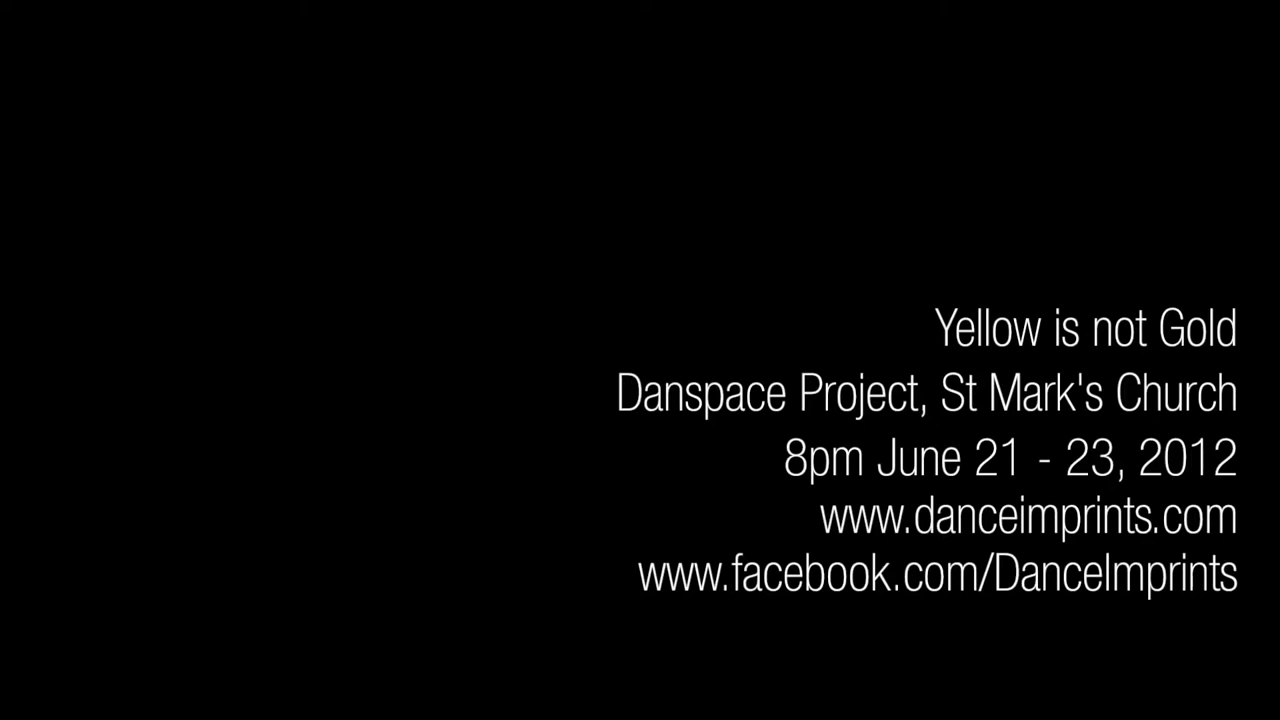 Yellow is not Gold
Danspace Project, St Mark's Church
8pm June 21 - 23, 2012
www.danceimprints.com
www.facebook.com/DanceImprints